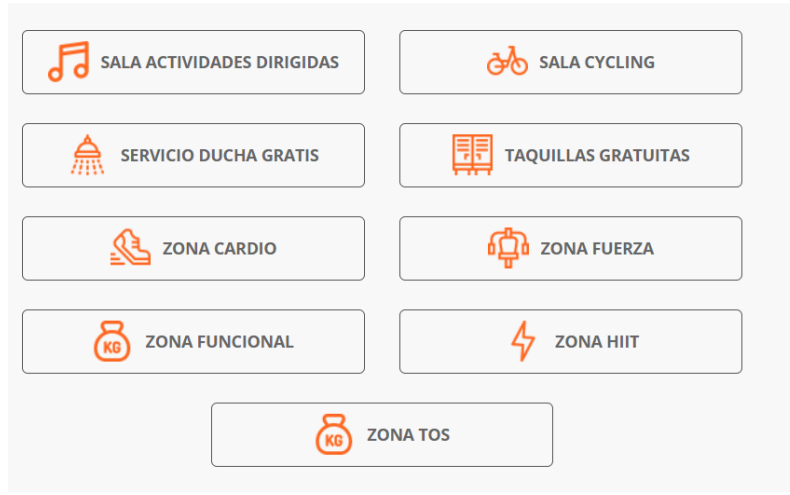 SALA ACTIVIDADES DIRIGIDAS
SALA CYCLING
SERVICIO DUCHA GRATIS
TAQUILLAS GRATUITAS
ZONA CARDIO
ZONA FUERZA
KG ZONA FUNCIONAL
ZONA HIIT
KG ZONA TOS